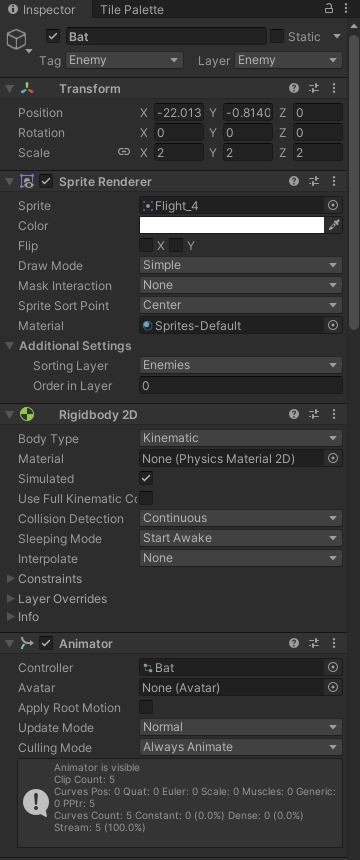 Inspector
Tile Palette
Bat
Static
Tag Enemy Layer Enemy
Transform
Position X -22.013 Y -0.8140 Z 0
Rotation X 0 Y 0 Z 0
Scale X 2 Y 2 Z 2
Sprite Renderer
Sprite Flight_4
Color
Flip X Y
Draw Mode Simple
Mask Interaction None
Sprite Sort Point Center
Material Sprites-Default
Additional Settings
Sorting Layer Enemies
Order in Layer 0
Rigidbody 2D
Body Type Kinematic
Material None (Physics Material 2D)
Simulated
Use Full Kinematic Co
Collision Detection Continuous
Sleeping Mode Start Awake
Interpolate None
Constraints
Layer Overrides
Info
Animator
Controller Bat
Avatar None (Avatar)
Apply Root Motion
Update Mode Normal
Culling Mode Always Animate
Animator is visible
Clip Count: 5
Curves Pos: 0 Quat: 0 Euler: 0 Scale: 0 Muscles: 0 Generic:
0 PPtr: 5
Curves Count: 5 Constant: 0 (0.0%) Dense: 0 (0.0%)
Stream: 5 (100.0%)